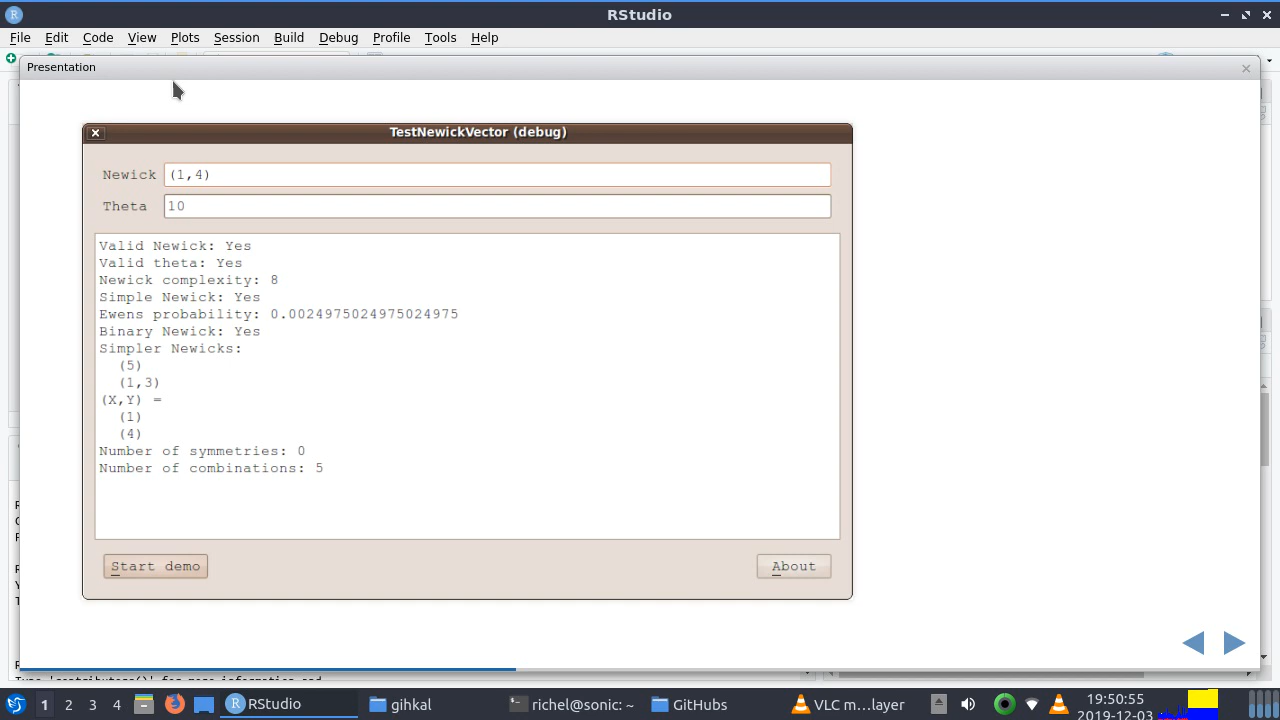 RStudio
File Edit Code View Plots Session Build Debug Profile Tools Help
Presentation
TestNewickVector (debug)
Newick (1,4)
Theta 10
Valid Newick: Yes
Valid theta: Yes
Newick complexity: 8
Simple Newick: Yes
Ewens probability: 0.0024975024975024975
Binary Newick: Yes
Simpler Newicks:
(5)
(1,3)
(X,Y) =
(1)
(4)
Number of symmetries: 0
Number of combinations: 5
Start demo
About
1 2 3 4 RStudio gihkal richel@sonic: ~ GitHubs VLC m...layer 19:50:55
2019-12-03